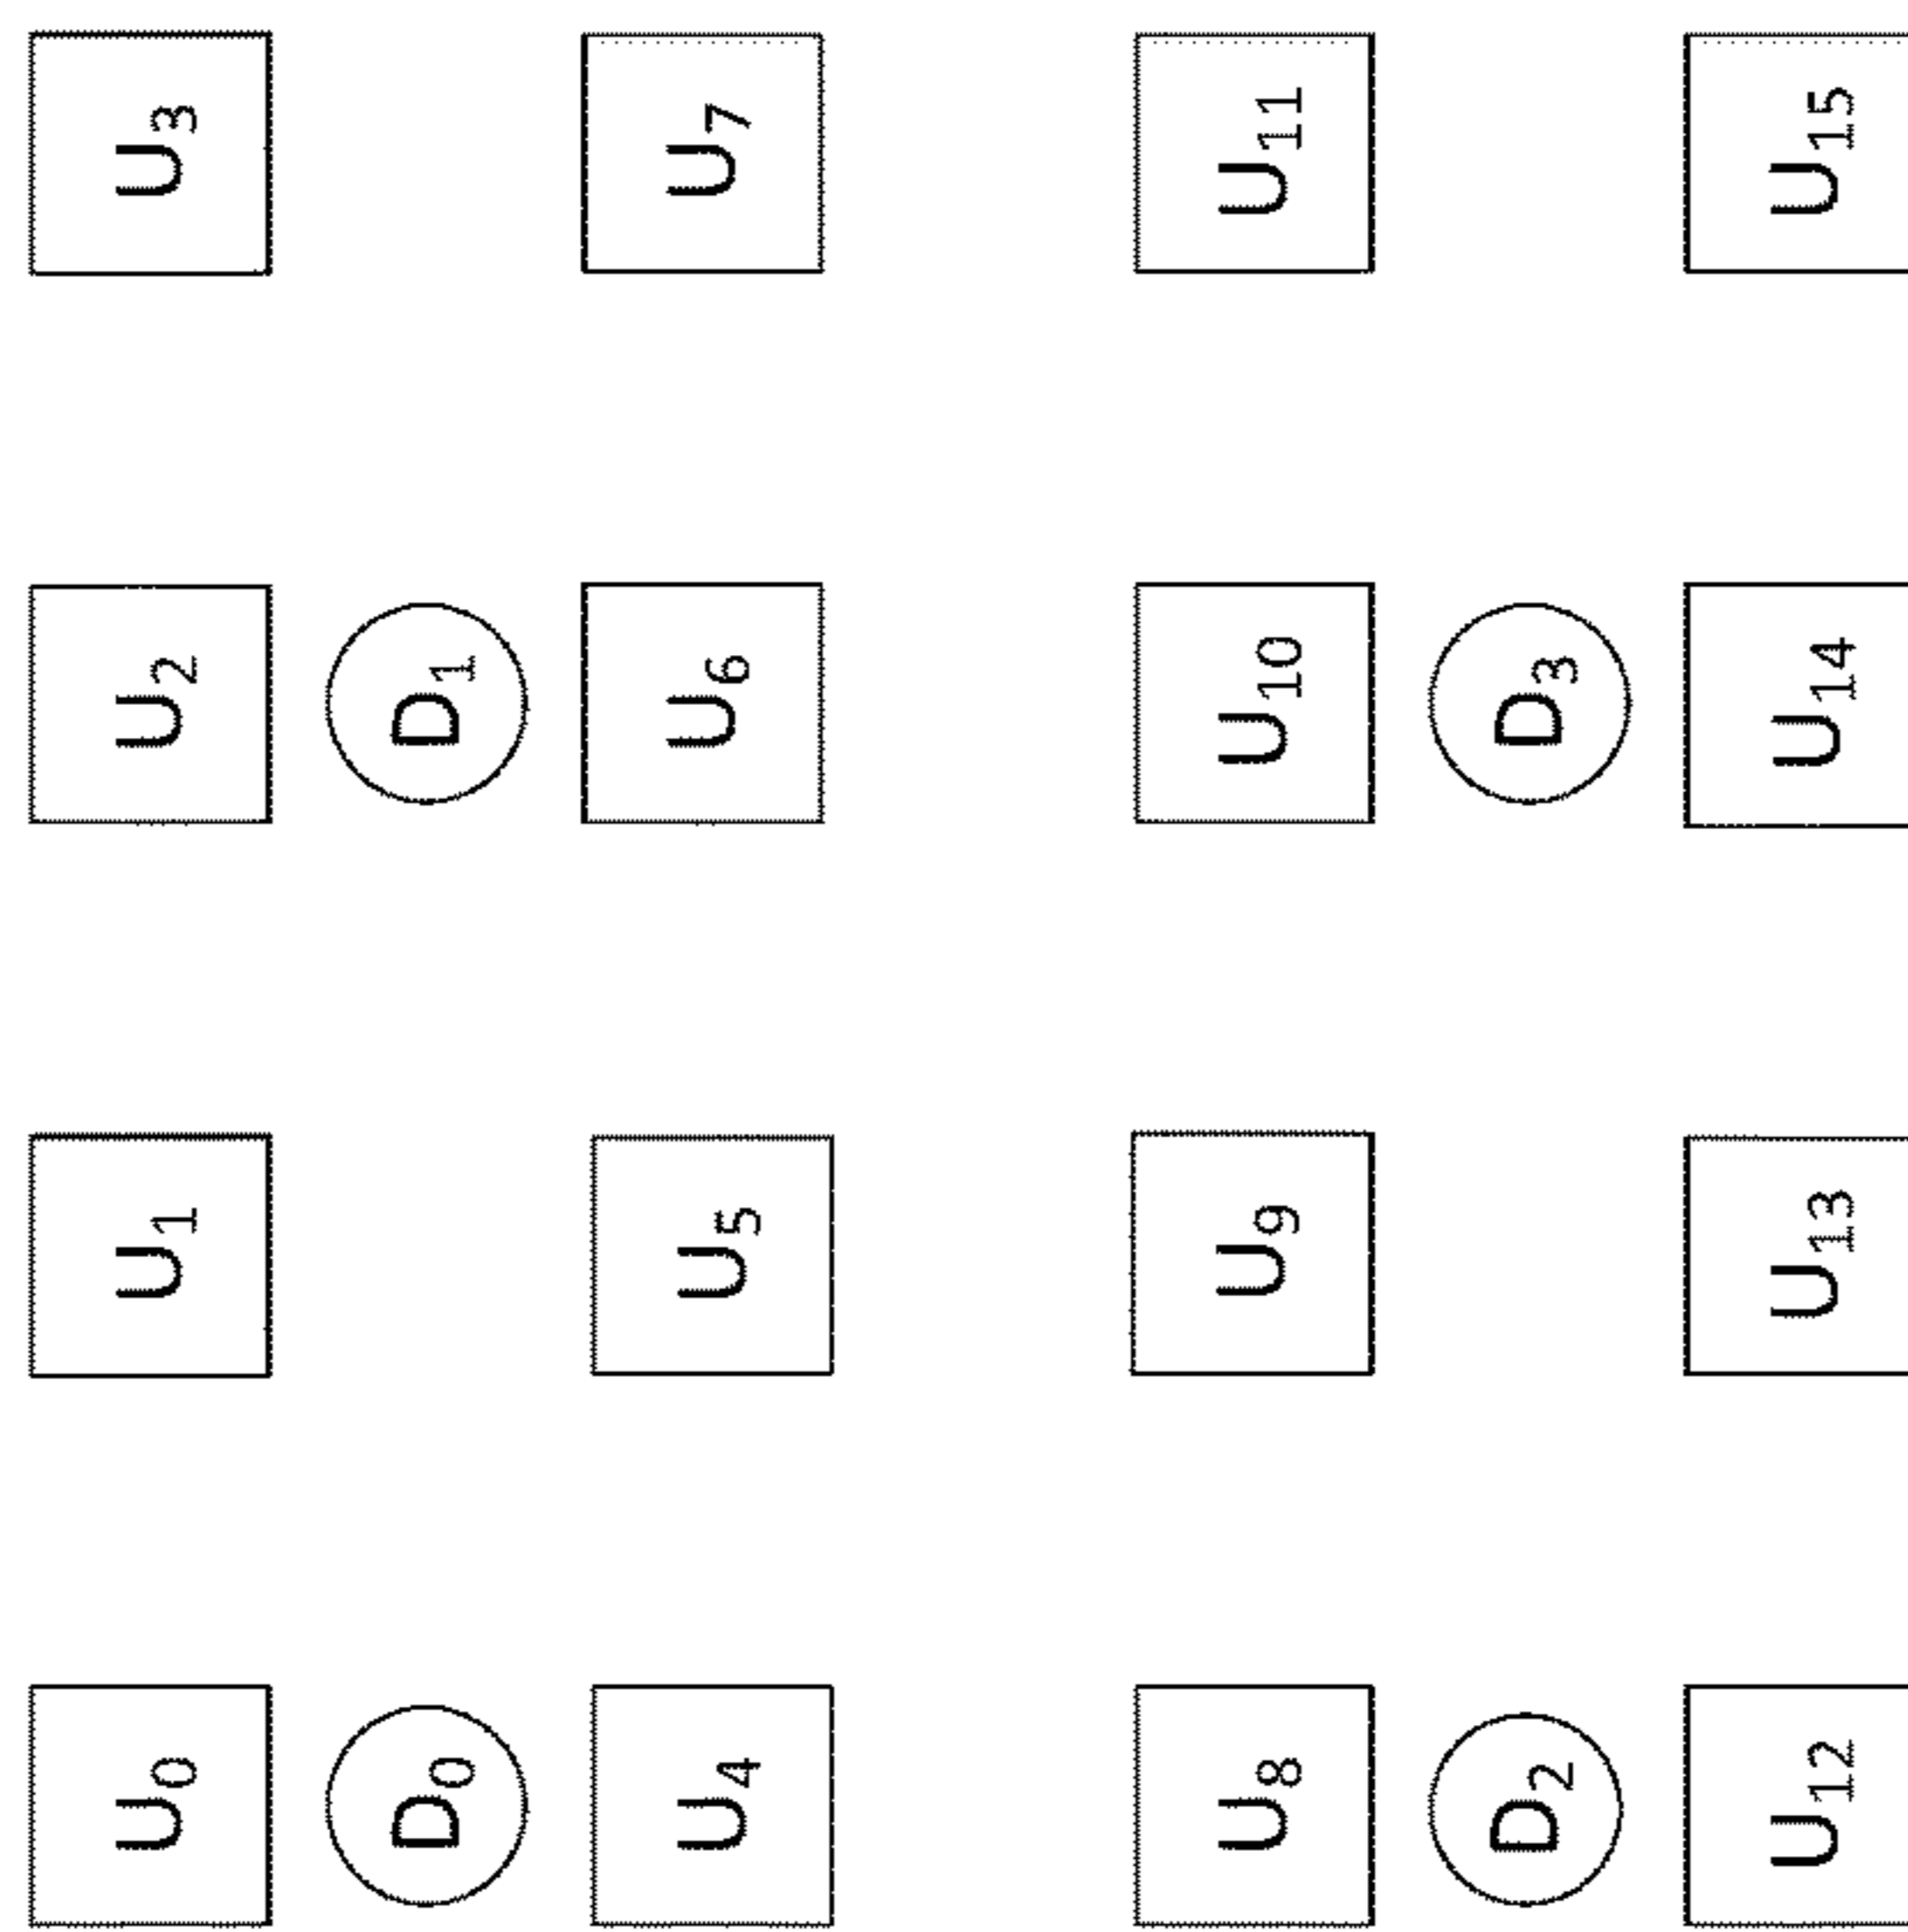 U₀ U₁ U₂ U₃
D₀ D₁
U₄ U₅ U₆ U₇
U₈ U₉ U₁₀ U₁₁
D₂ D₃
U₁₂ U₁₃ U₁₄ U₁₅